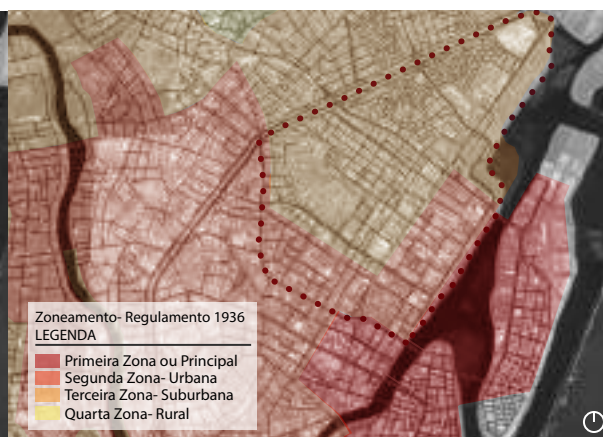 Zoneamento- Regulamento 1936
LEGENDA
Primeira Zona ou Principal
Segunda Zona- Urbana
Terceira Zona- Suburbana
Quarta Zona- Rural